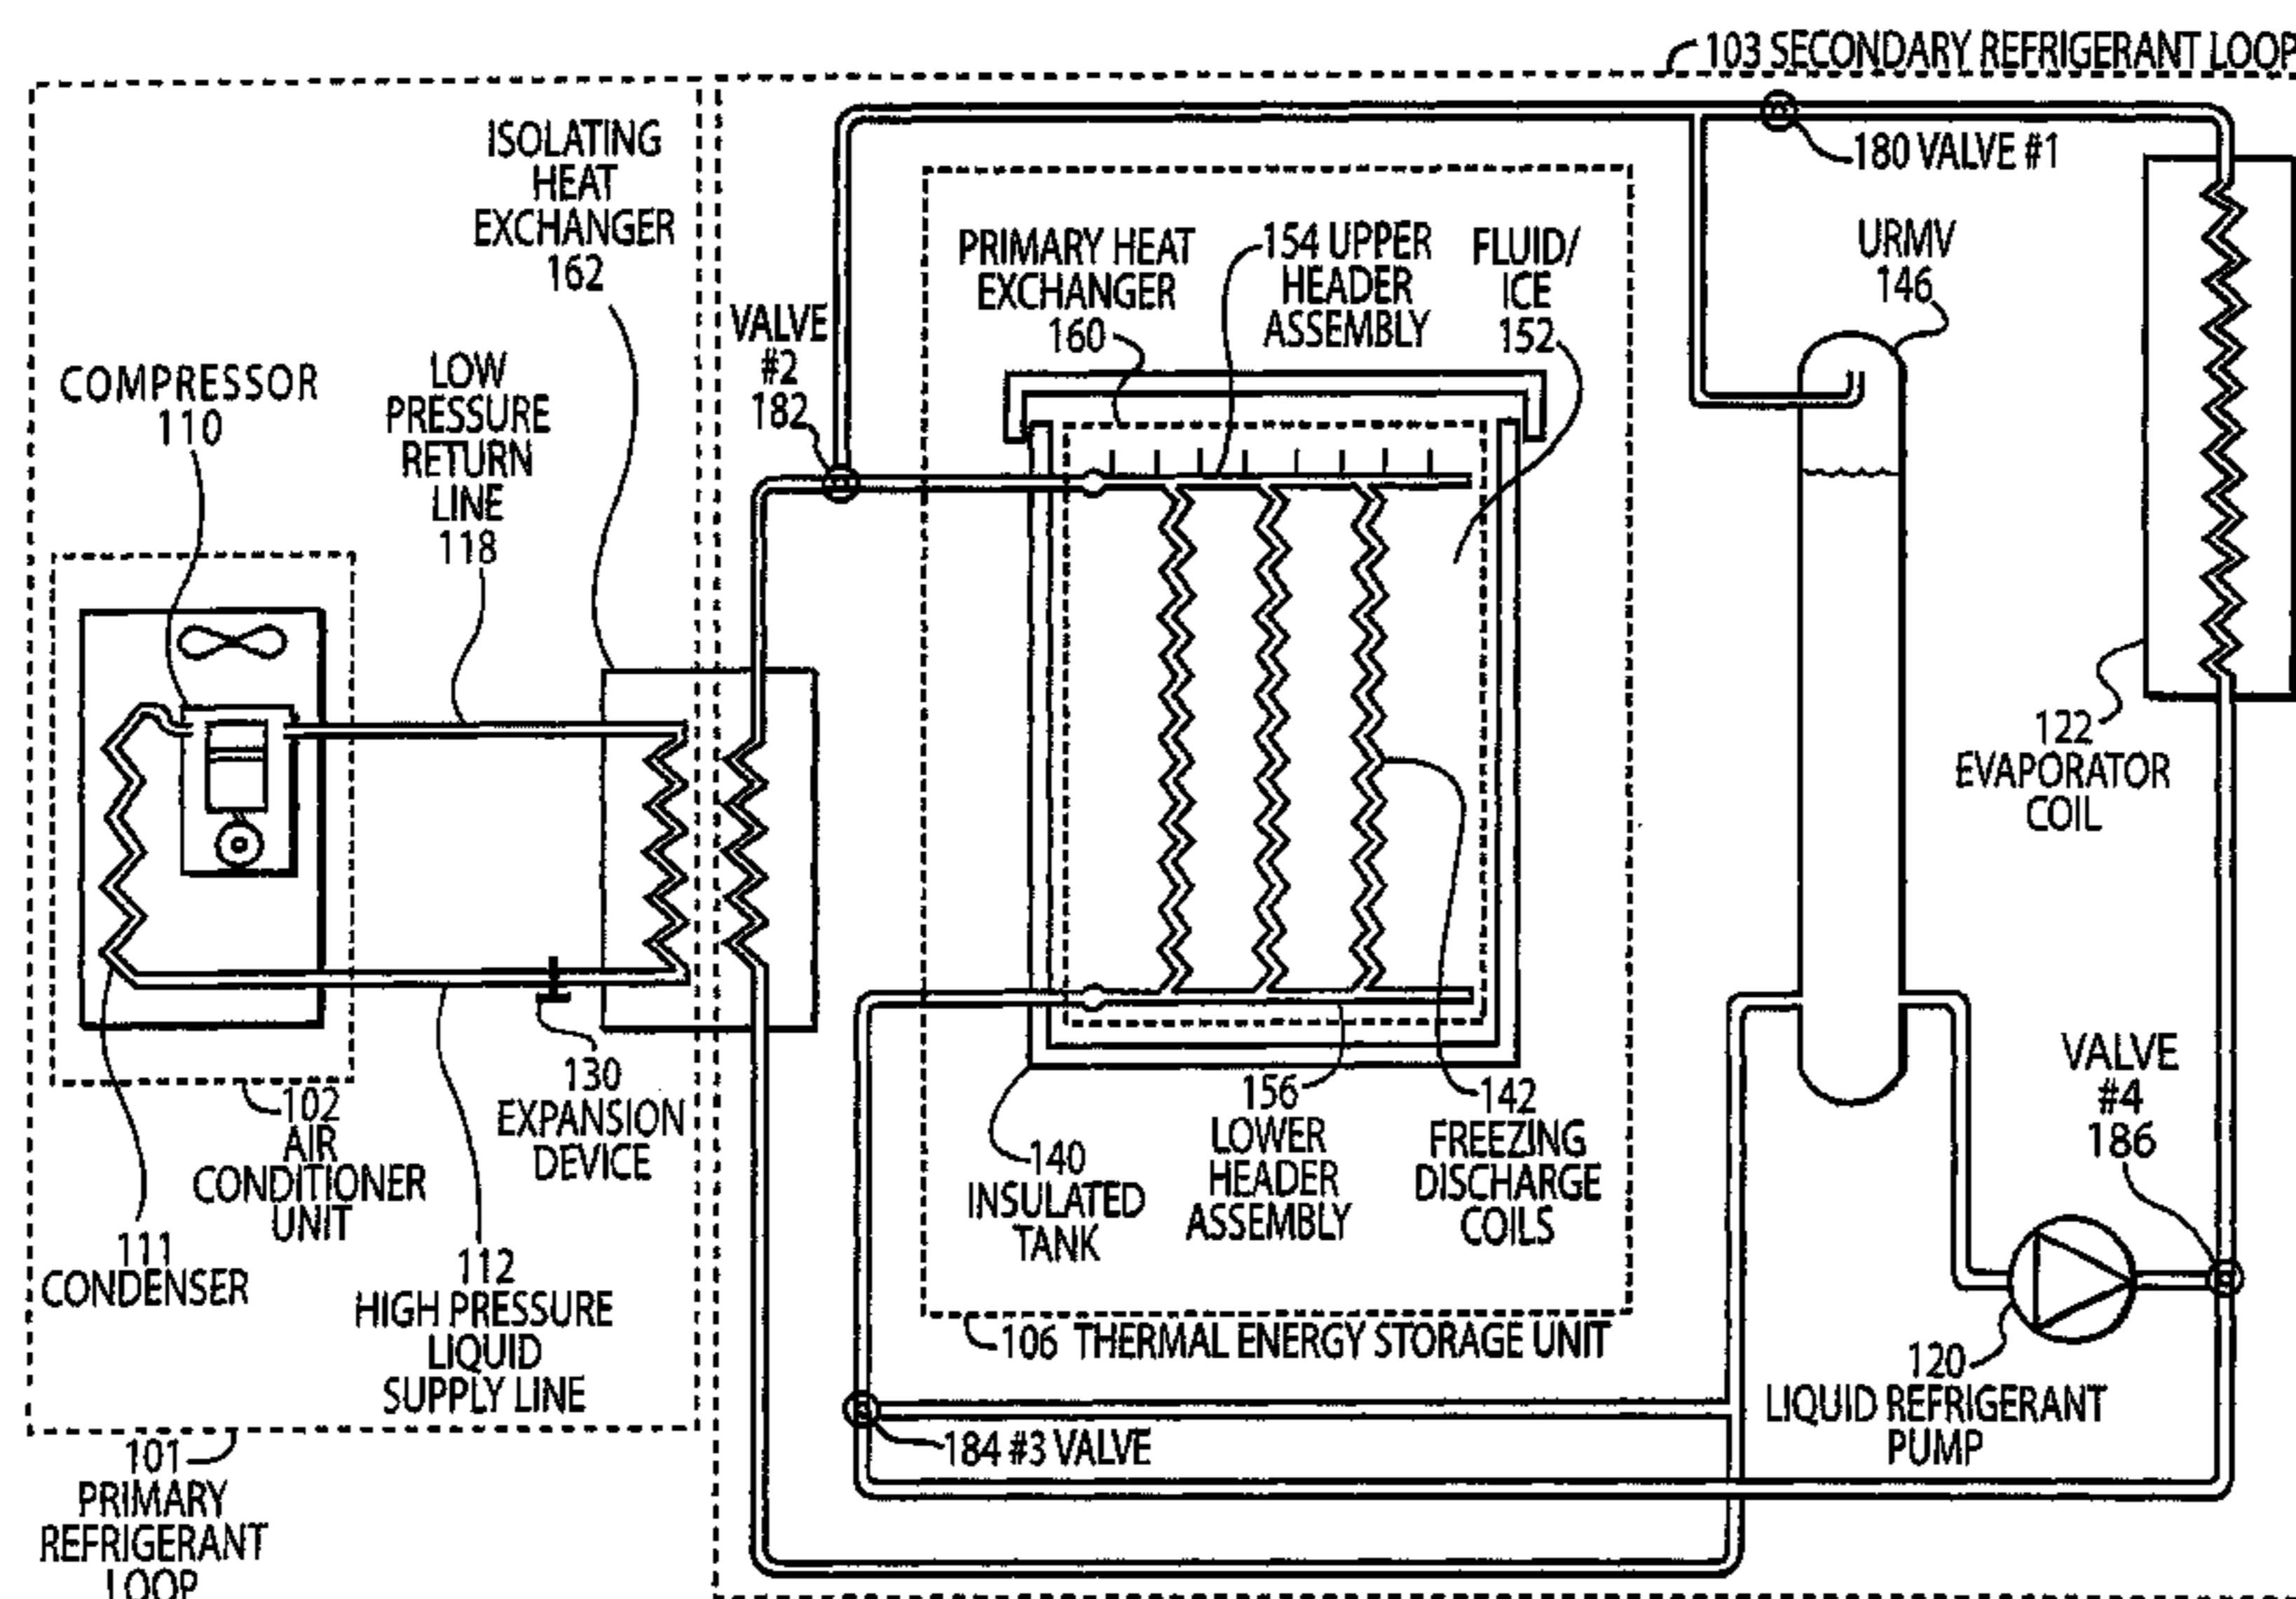 103 SECONDARY REFRIGERANT LOOP
ISOLATING
HEAT
EXCHANGER
162
180 VALVE #1
PRIMARY HEAT
EXCHANGER
160
154 UPPER
HEADER
ASSEMBLY
FLUID/
ICE
152
URMV
146
VALVE
#2
182
COMPRESSOR
110
LOW
PRESSURE
RETURN
LINE
118
122
EVAPORATOR
COIL
130
EXPANSION
DEVICE
102
AIR
CONDITIONER
UNIT
140
INSULATED
TANK
156
LOWER
HEADER
ASSEMBLY
142
FREEZING
DISCHARGE
COILS
VALVE
#4
186
111
CONDENSER
112
HIGH PRESSURE
LIQUID
SUPPLY LINE
106 THERMAL ENERGY STORAGE UNIT
120
LIQUID REFRIGERANT
PUMP
184 #3 VALVE
101
PRIMARY
REFRIGERANT
LOOP